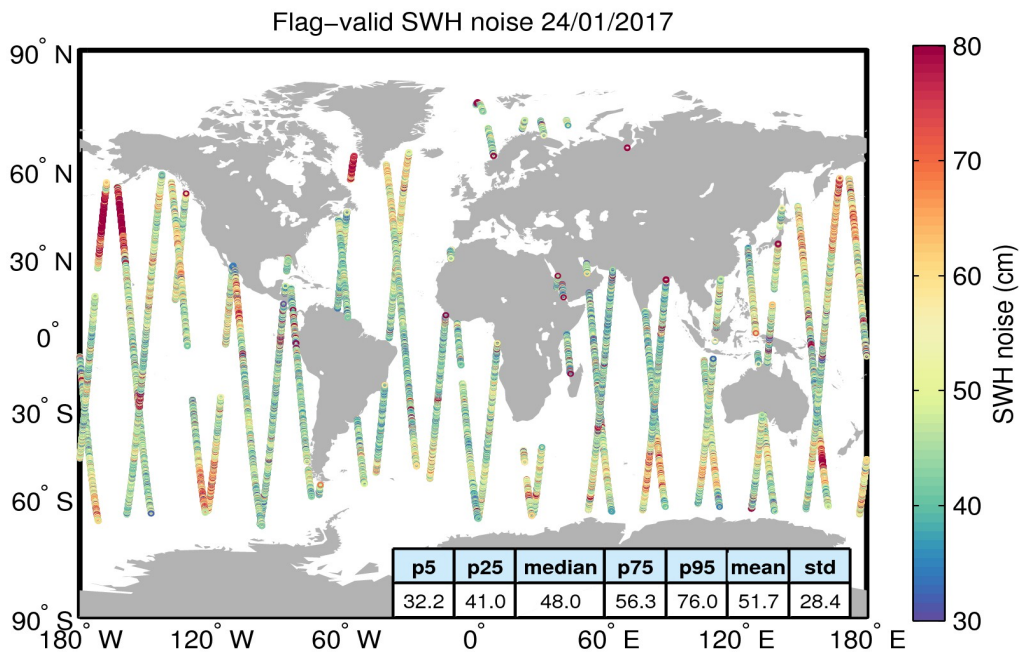 Flag−valid SWH noise 24/01/2017
90° N
60° N
30° N
0°
30° S
60° S
90° S
180° W
120° W
60° W
0°
60° E
120° E
180° E
p5 p25 median p75 p95 mean std
32.2 41.0 48.0 56.3 76.0 51.7 28.4
80
70
60
50
40
30
SWH noise (cm)